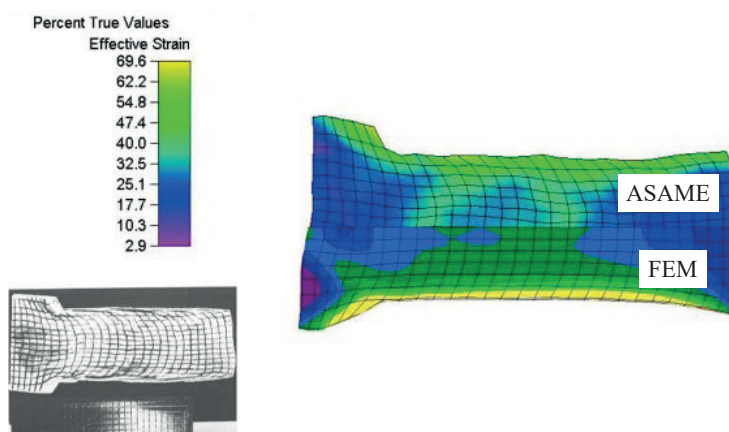 Percent True Values
Effective Strain
69.6
62.2
54.8
47.4
40.0
32.5
25.1
17.7
10.3
2.9
ASAME
FEM